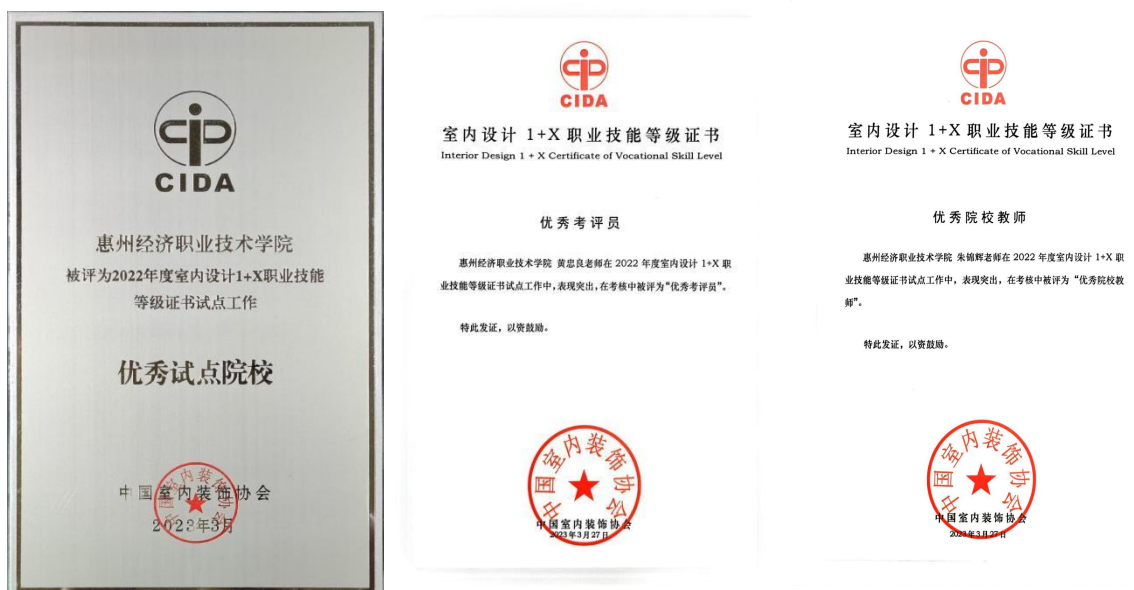 CIDA
惠州经济职业技术学院
被评为2022年度室内设计1+X职业技能
等级证书试点工作
优秀试点院校
中国室内装饰协会
中国室内装饰协会
2023年3月
CIDA
室内设计 1+X 职业技能等级证书
Interior Design 1 + X Certificate of Vocational Skill Level
优秀考评员
惠州经济职业技术学院 黄忠良老师在 2022 年度室内设计 1+X 职
业技能等级证书试点工作中，表现突出，在考核中被评为“优秀考评员”。
特此发证，以资鼓励。
中国室内装饰协会
中国室内装饰协会
2023年3月27日
CIDA
室内设计 1+X 职业技能等级证书
Interior Design 1 + X Certificate of Vocational Skill Level
优秀院校教师
惠州经济职业技术学院 朱锦辉老师在 2022 年度室内设计 1+X 职
业技能等级证书试点工作中，表现突出，在考核中被评为“优秀院校教
师”。
特此发证，以资鼓励。
中国室内装饰协会
中国室内装饰协会
2023年3月27日